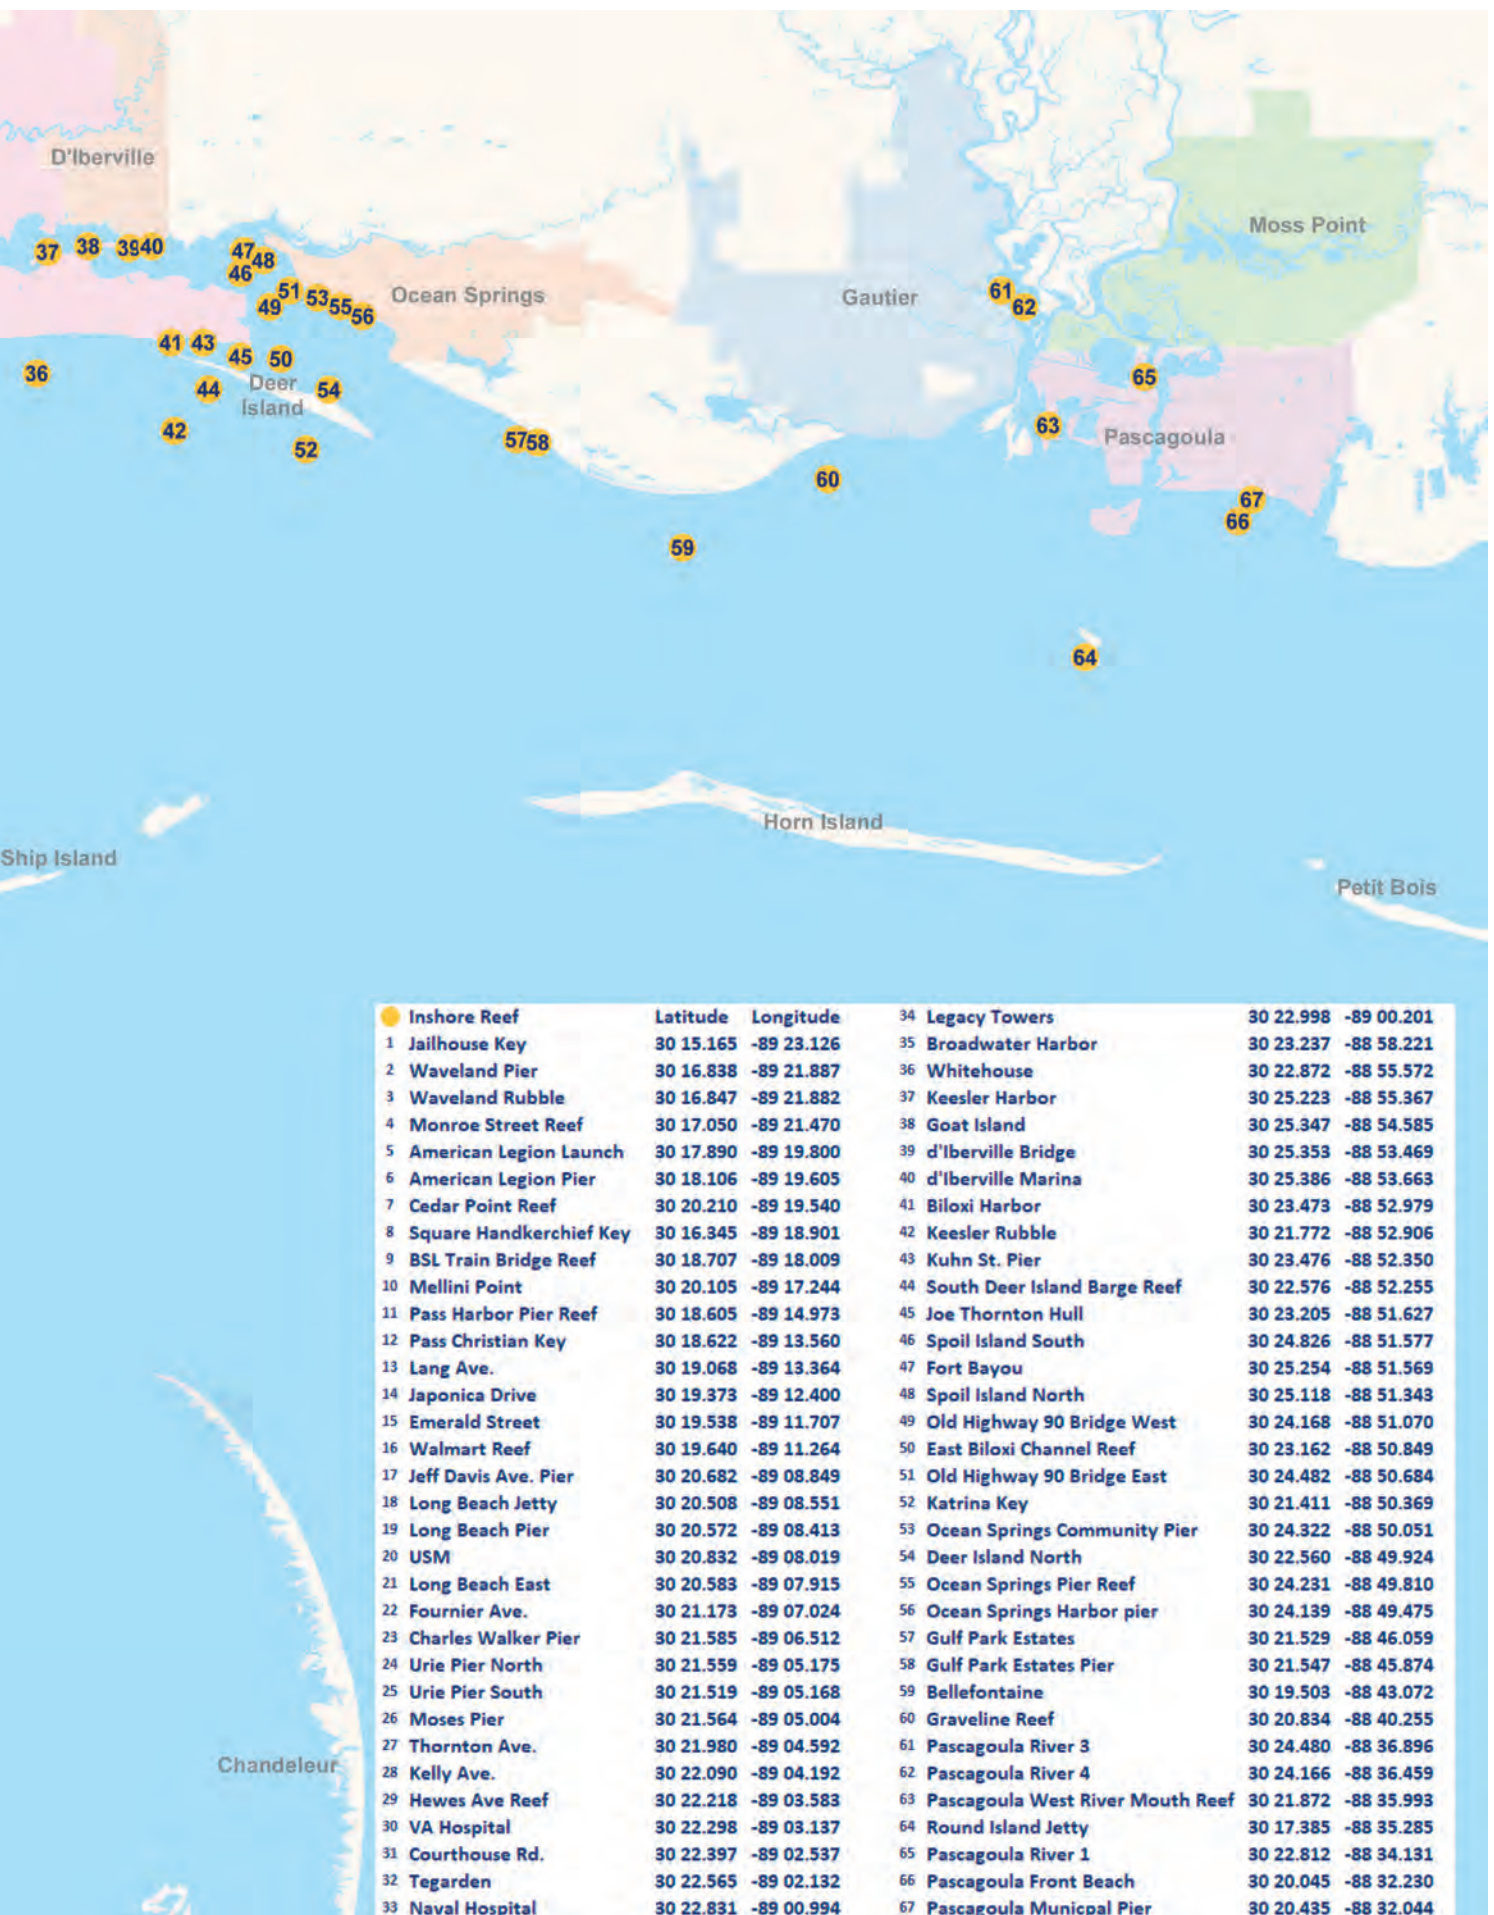 D'Iberville
Moss Point
37 38 39 40 47 48
46
51 53 55 56
49
Ocean Springs
Gautier
61
62
41 43
45 50
36
44
Deer
Island
54
65
42
52
57 58
63
Pascagoula
60
67
66
59
64
Horn Island
Ship Island
Petit Bois
Chandeleur
Inshore Reef Latitude Longitude
1 Jailhouse Key 30 15.165 -89 23.126
2 Waveland Pier 30 16.838 -89 21.887
3 Waveland Rubble 30 16.847 -89 21.882
4 Monroe Street Reef 30 17.050 -89 21.470
5 American Legion Launch 30 17.890 -89 19.800
6 American Legion Pier 30 18.106 -89 19.605
7 Cedar Point Reef 30 20.210 -89 19.540
8 Square Handkerchief Key 30 16.345 -89 18.901
9 BSL Train Bridge Reef 30 18.707 -89 18.009
10 Mellini Point 30 20.105 -89 17.244
11 Pass Harbor Pier Reef 30 18.605 -89 14.973
12 Pass Christian Key 30 18.622 -89 13.560
13 Lang Ave. 30 19.068 -89 13.364
14 Japonica Drive 30 19.373 -89 12.400
15 Emerald Street 30 19.538 -89 11.707
16 Walmart Reef 30 19.640 -89 11.264
17 Jeff Davis Ave. Pier 30 20.682 -89 08.849
18 Long Beach Jetty 30 20.508 -89 08.551
19 Long Beach Pier 30 20.572 -89 08.413
20 USM 30 20.832 -89 08.019
21 Long Beach East 30 20.583 -89 07.915
22 Fournier Ave. 30 21.173 -89 07.024
23 Charles Walker Pier 30 21.585 -89 06.512
24 Urie Pier North 30 21.559 -89 05.175
25 Urie Pier South 30 21.519 -89 05.168
26 Moses Pier 30 21.564 -89 05.004
27 Thornton Ave. 30 21.980 -89 04.592
28 Kelly Ave. 30 22.090 -89 04.192
29 Hewes Ave Reef 30 22.218 -89 03.583
30 VA Hospital 30 22.298 -89 03.137
31 Courthouse Rd. 30 22.397 -89 02.537
32 Tegarden 30 22.565 -89 02.132
33 Naval Hospital 30 22.831 -89 00.994
34 Legacy Towers 30 22.998 -89 00.201
35 Broadwater Harbor 30 23.237 -88 58.221
36 Whitehouse 30 22.872 -88 55.572
37 Keesler Harbor 30 25.223 -88 55.367
38 Goat Island 30 25.347 -88 54.585
39 d'Iberville Bridge 30 25.353 -88 53.469
40 d'Iberville Marina 30 25.386 -88 53.663
41 Biloxi Harbor 30 23.473 -88 52.979
42 Keesler Rubble 30 21.772 -88 52.906
43 Kuhn St. Pier 30 23.476 -88 52.350
44 South Deer Island Barge Reef 30 22.576 -88 52.255
45 Joe Thornton Hull 30 23.205 -88 51.627
46 Spoil Island South 30 24.826 -88 51.577
47 Fort Bayou 30 25.254 -88 51.569
48 Spoil Island North 30 25.118 -88 51.343
49 Old Highway 90 Bridge West 30 24.168 -88 51.070
50 East Biloxi Channel Reef 30 23.162 -88 50.849
51 Old Highway 90 Bridge East 30 24.482 -88 50.684
52 Katrina Key 30 21.411 -88 50.369
53 Ocean Springs Community Pier 30 24.322 -88 50.051
54 Deer Island North 30 22.560 -88 49.924
55 Ocean Springs Pier Reef 30 24.231 -88 49.810
56 Ocean Springs Harbor pier 30 24.139 -88 49.475
57 Gulf Park Estates 30 21.529 -88 46.059
58 Gulf Park Estates Pier 30 21.547 -88 45.874
59 Bellefontaine 30 19.503 -88 43.072
60 Graveline Reef 30 20.834 -88 40.255
61 Pascagoula River 3 30 24.480 -88 36.896
62 Pascagoula River 4 30 24.166 -88 36.459
63 Pascagoula West River Mouth Reef 30 21.872 -88 35.993
64 Round Island Jetty 30 17.385 -88 35.285
65 Pascagoula River 1 30 22.812 -88 34.131
66 Pascagoula Front Beach 30 20.045 -88 32.230
67 Pascagoula Municpal Pier 30 20.435 -88 32.044